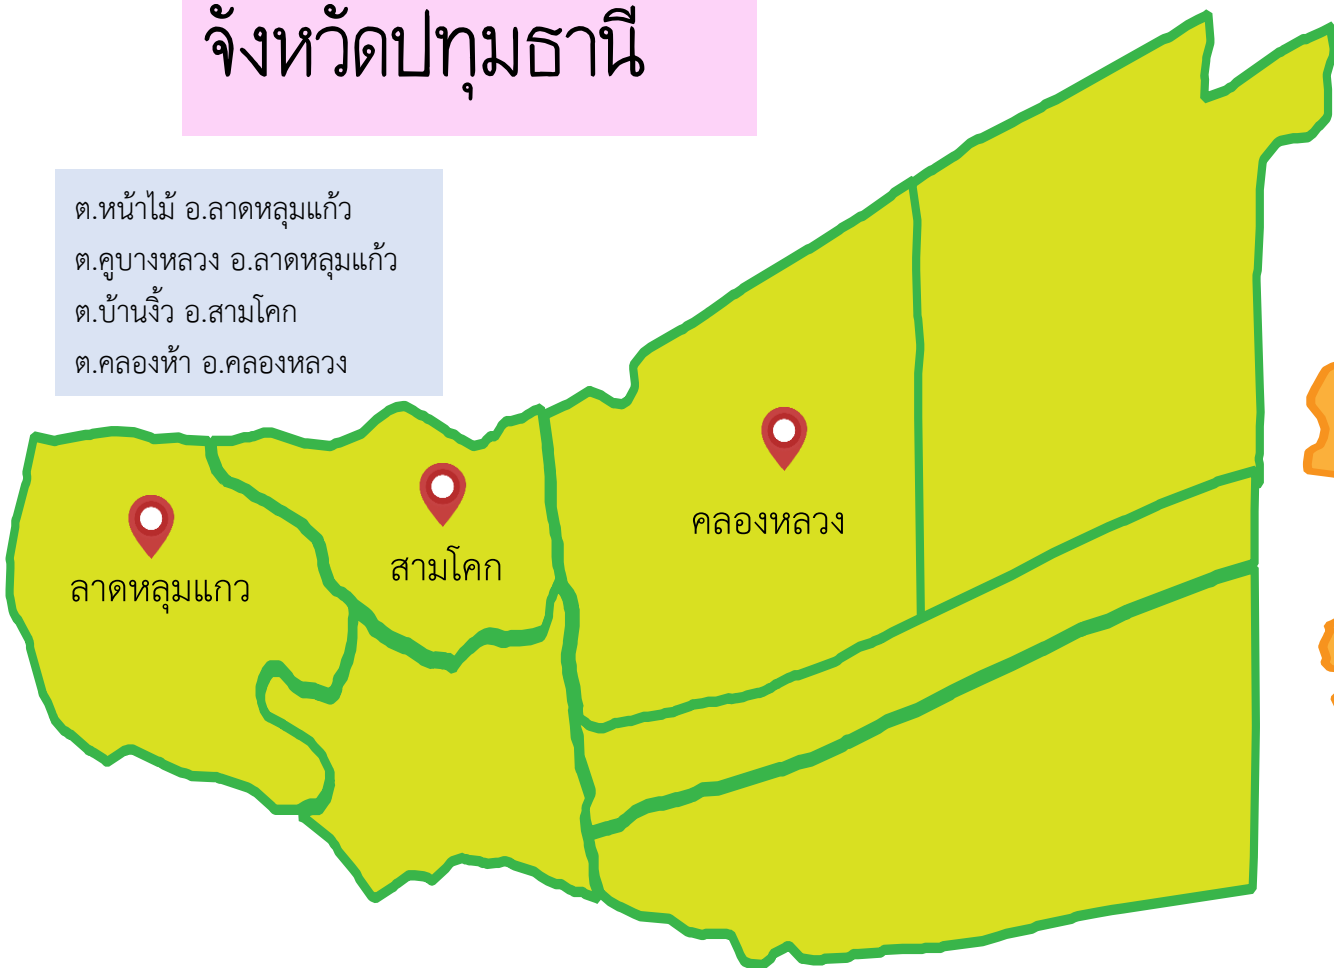 จังหวัดปทุมธานี
ต.หน้าไม้ อ.ลาดหลุมแก้ว
ต.คูบางหลวง อ.ลาดหลุมแก้ว
ต.บ้านงิ้ว อ.สามโคก
ต.คลองห้า อ.คลองหลวง
คลองหลวง
สามโคก
ลาดหลุมแกว